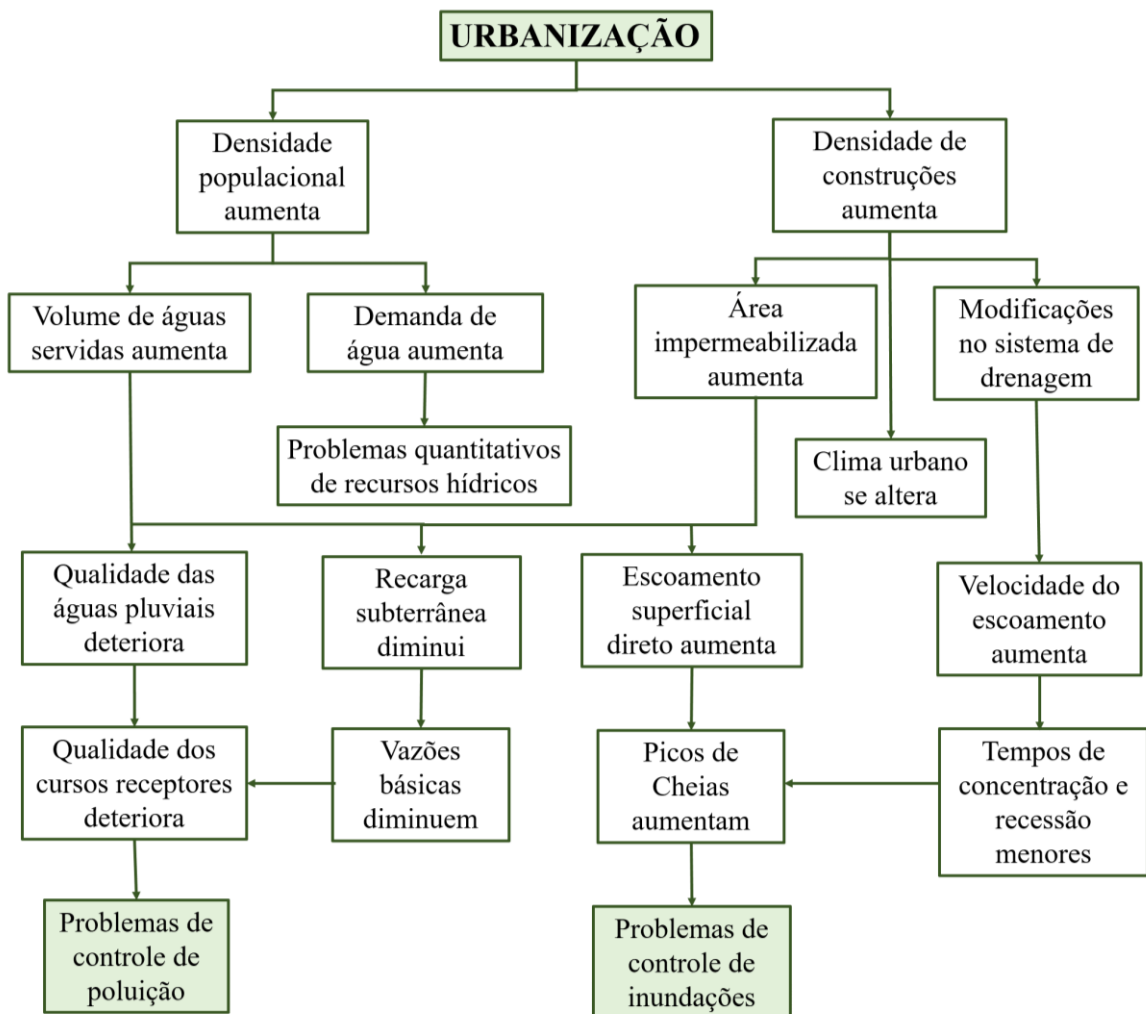 URBANIZAÇÃO
Densidade
populacional
aumenta
Densidade de
construções
aumenta
Volume de águas
servidas aumenta
Demanda de
água aumenta
Área
impermeabilizada
aumenta
Modificações
no sistema de
drenagem
Problemas quantitativos
de recursos hídricos
Clima urbano
se altera
Qualidade das
águas pluviais
deteriora
Recarga
subterrânea
diminui
Escoamento
superficial
direto aumenta
Velocidade do
escoamento
aumenta
Qualidade dos
cursos receptores
deteriora
Vazões
básicas
diminuem
Picos de
Cheias
aumentam
Tempos de
concentração e
recessão
menores
Problemas de
controle de
poluição
Problemas de
controle de
inundações